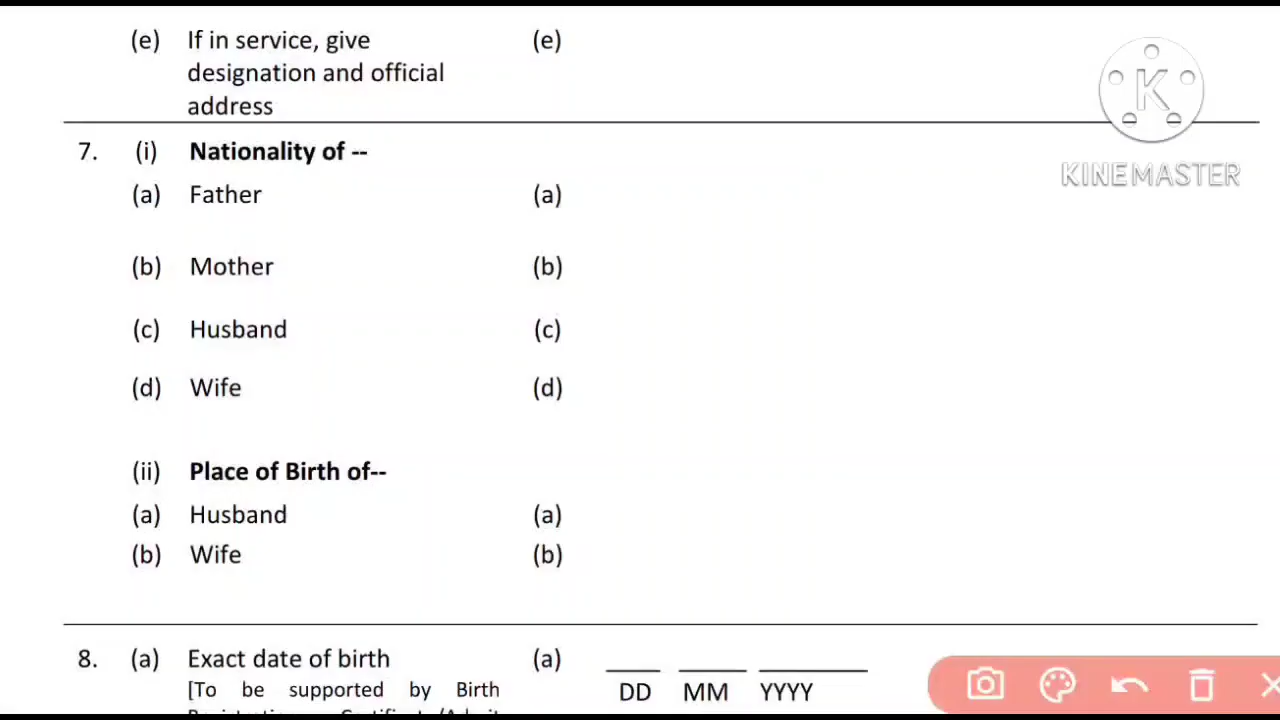 (e) If in service, give (e)
designation and official
address
KINEMASTER
7. (i) Nationality of --
(a) Father (a)
(b) Mother (b)
(c) Husband (c)
(d) Wife (d)
(ii) Place of Birth of--
(a) Husband (a)
(b) Wife (b)
8. (a) Exact date of birth (a)
[To be supported by Birth DD MM YYYY